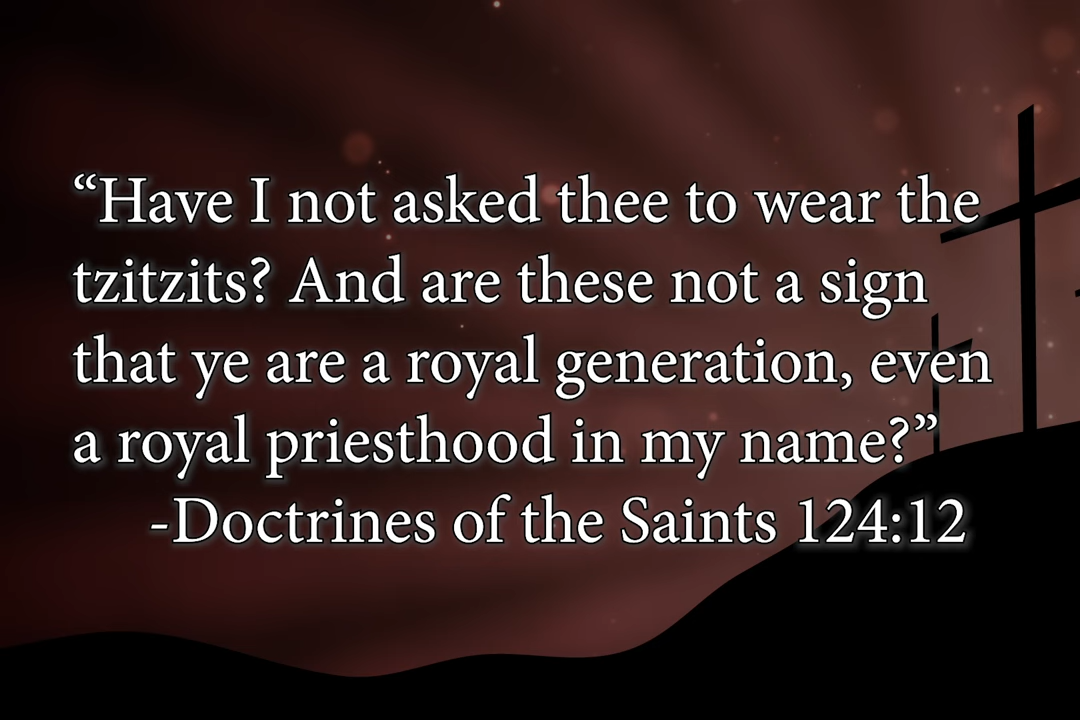 “Have I not asked thee to wear the
tzitzits? And are these not a sign
that ye are a royal generation, even
a royal priesthood in my name?”
-Doctrines of the Saints 124:12